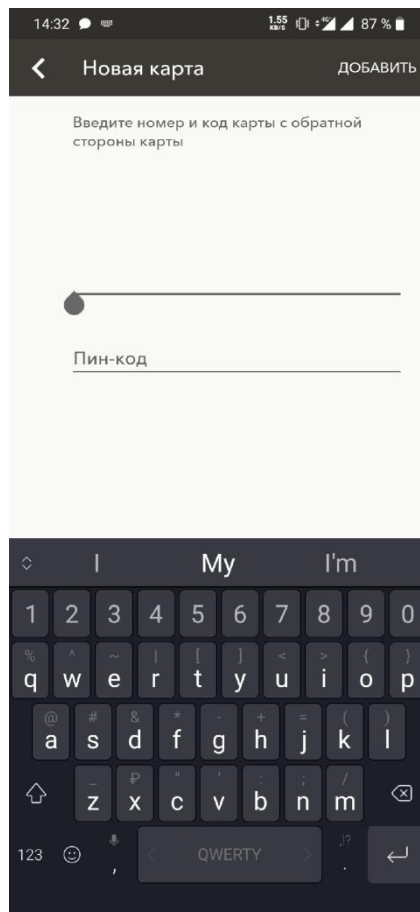 14:32 1.55 KB/S 4G+ 87 %
Новая карта ДОБАВИТЬ
Введите номер и код карты с обратной
стороны карты
Пин-код
I My I'm
1 2 3 4 5 6 7 8 9 0
% ^ ~ | [ ] < > { }
q w e r t y u i o p
@ # & * - + = ( )
a s d f g h j k l
_ ₽ " ' : ; /
z x c v b n m
,!?
123 , QWERTY .